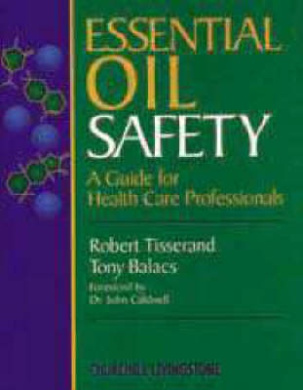 ESSENTIAL
OIL
SAFETY
A Guide for
Health Care Professionals
Robert Tisserand
Tony Balacs
Foreword by
Dr John Caldwell
CHURCHILL LIVINGSTONE